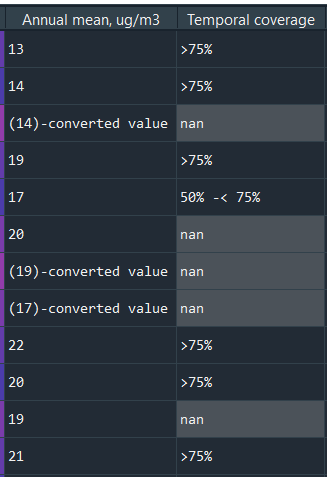 Annual mean, ug/m3 Temporal coverage
13 >75%
14 >75%
(14)-converted value nan
19 >75%
17 50% -< 75%
20 nan
(19)-converted value nan
(17)-converted value nan
22 >75%
20 >75%
19 nan
21 >75%